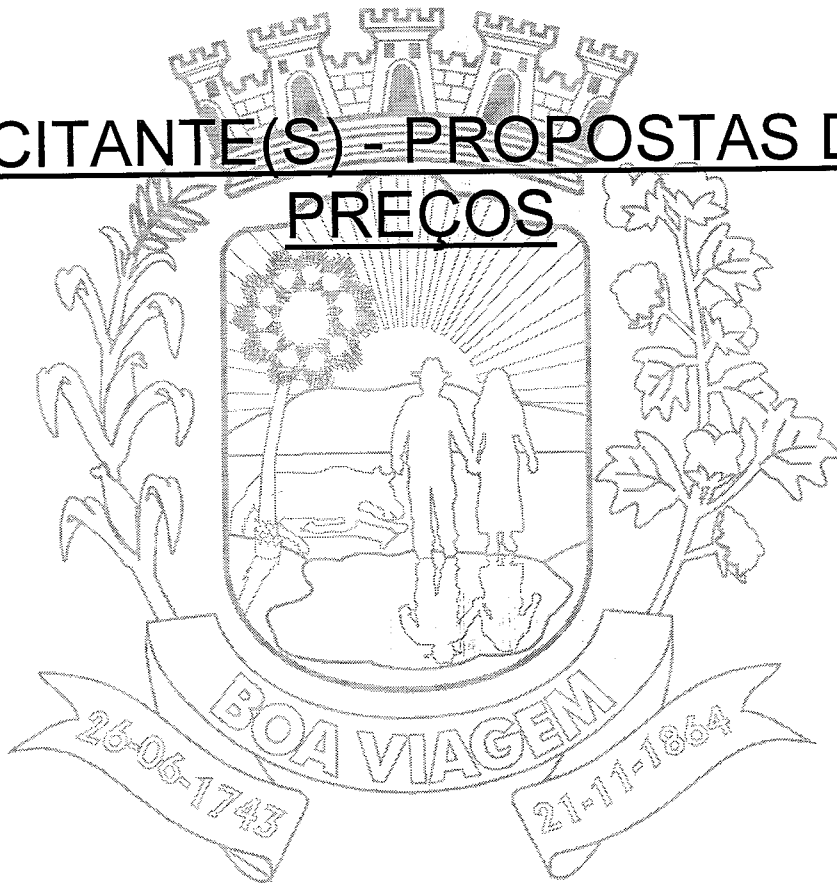 CITANTE(S) - PROPOSTAS D
PREÇOS
BOA VIAGEM
26-06-1743
21-11-1864